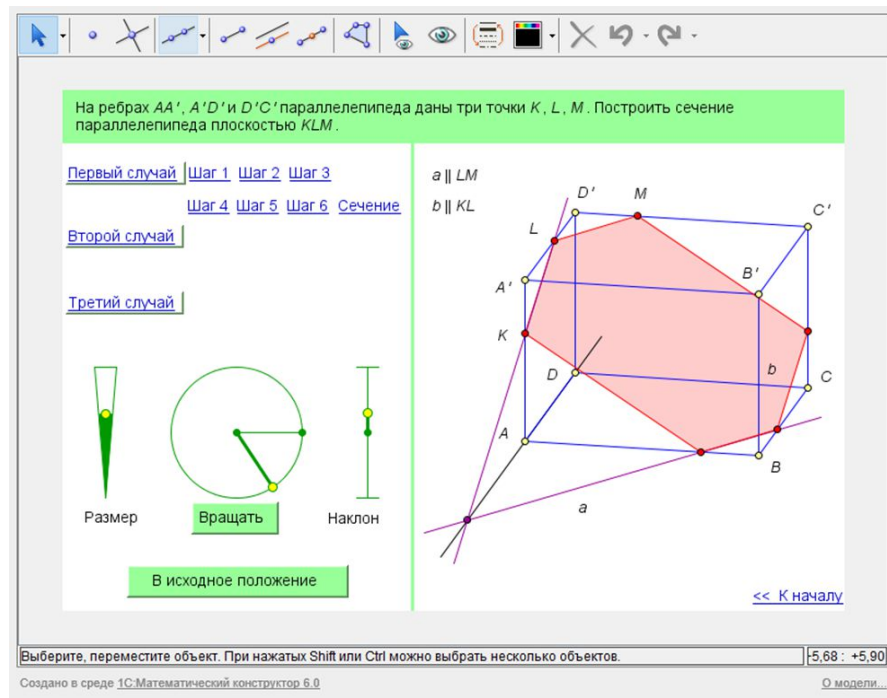 На ребрах AA', A'D' и D'C' параллелепипеда даны три точки K, L, M. Построить сечение
параллелепипеда плоскостью KLM.
Первый случай Шаг 1 Шаг 2 Шаг 3
Шаг 4 Шаг 5 Шаг 6 Сечение
Второй случай
Третий случай
Размер
Вращать
Наклон
В исходное положение
a || LM
b || KL
D'
M
C'
L
B'
A'
K
D
b
C
A
B
a
<< К началу
Выберите, переместите объект. При нажатых Shift или Ctrl можно выбрать несколько объектов.
-5,68 : +5,90
Создано в среде 1С:Математический конструктор 6.0
О модели...